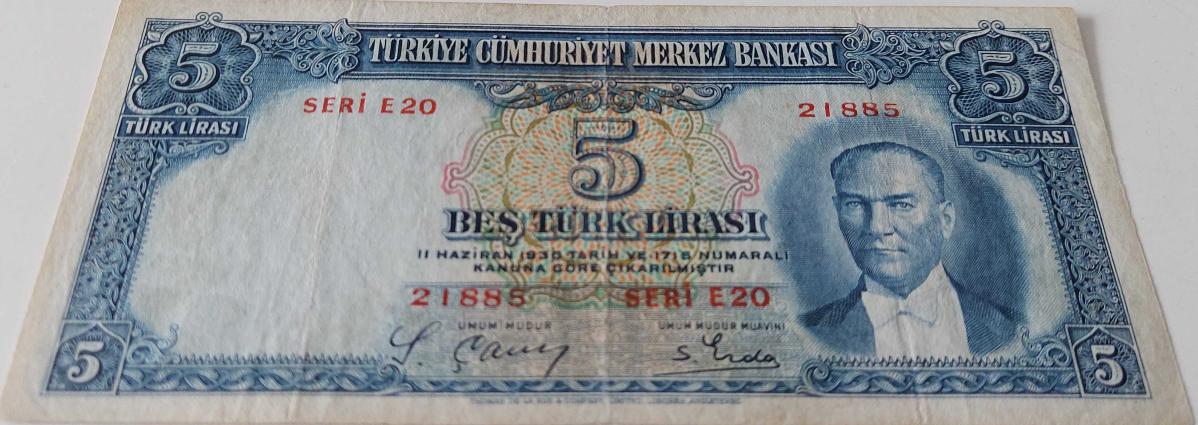 5 TÜRKİYE CÜMHURİYET MERKEZ BANKASI 5
SERİ E20 21885
TÜRK LİRASI 5 TÜRK LİRASI
BEŞ TÜRK LİRASI
11 HAZİRAN 1930 TARİH VE 1715 NUMARALI
KANUNA GÖRE ÇIKARILMIŞTIR
21885 SERİ E20
UMUM MÜDÜR UMUM MÜDÜR MUAVİNİ
5 5